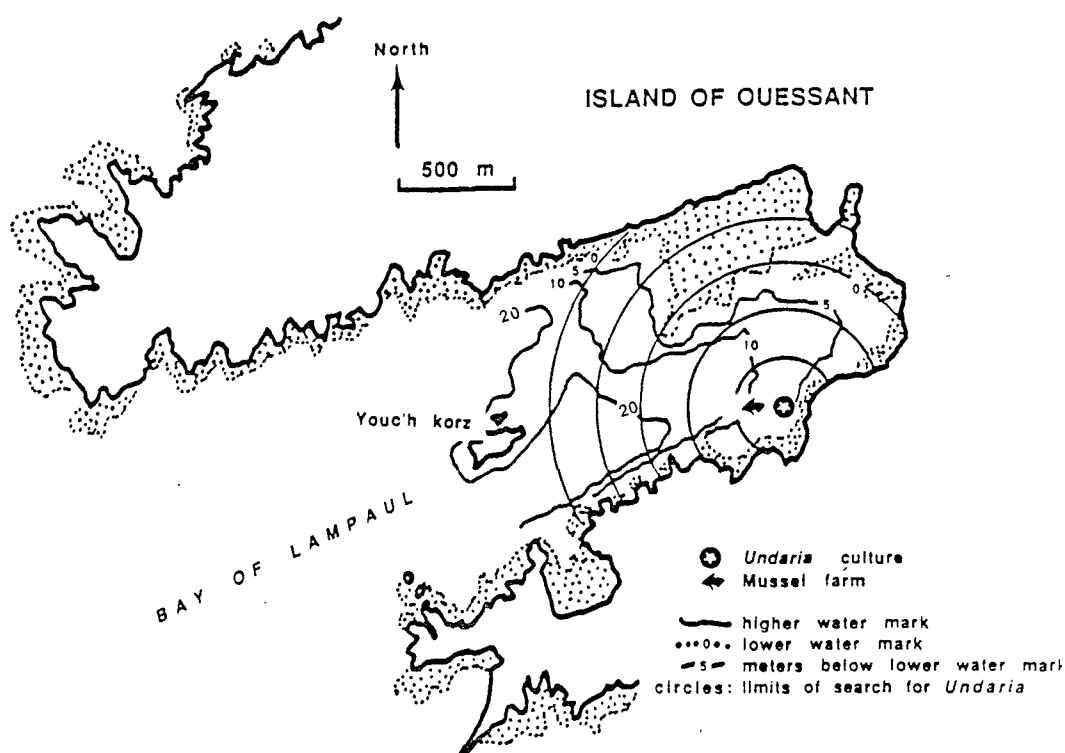 North
ISLAND OF OUESSANT
500 m
0
5
10
0
20
5
10
20
Youc'h korz
BAY OF LAMPAUL
Undaria culture
Mussel farm
higher water mark
•••0•• lower water mark
–5– meters below lower water mark
circles: limits of search for Undaria